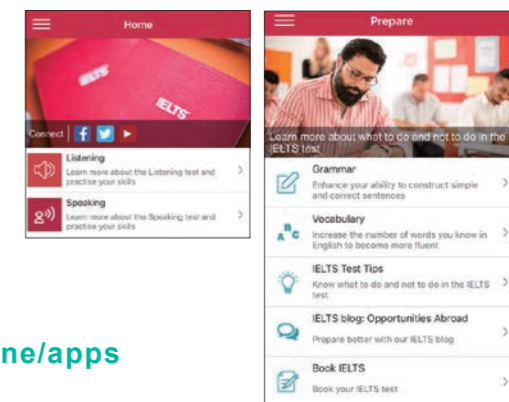 Home
IELTS
IELTS
Connect
Listening
Learn more about the Listening test and
practise your skills
Speaking
Learn more about the Speaking test and
practise your skills
Prepare
Learn more about what to do and not to do in the
IELTS test
Grammar
Enhance your ability to construct simple
and correct sentences
Vocabulary
Increase the number of words you know in
English to become more fluent
IELTS Test Tips
Know what to do and not to do in the IELTS
test
IELTS blog: Opportunities Abroad
Prepare better with our IELTS blog
Book IELTS
Book your IELTS test
ne/apps